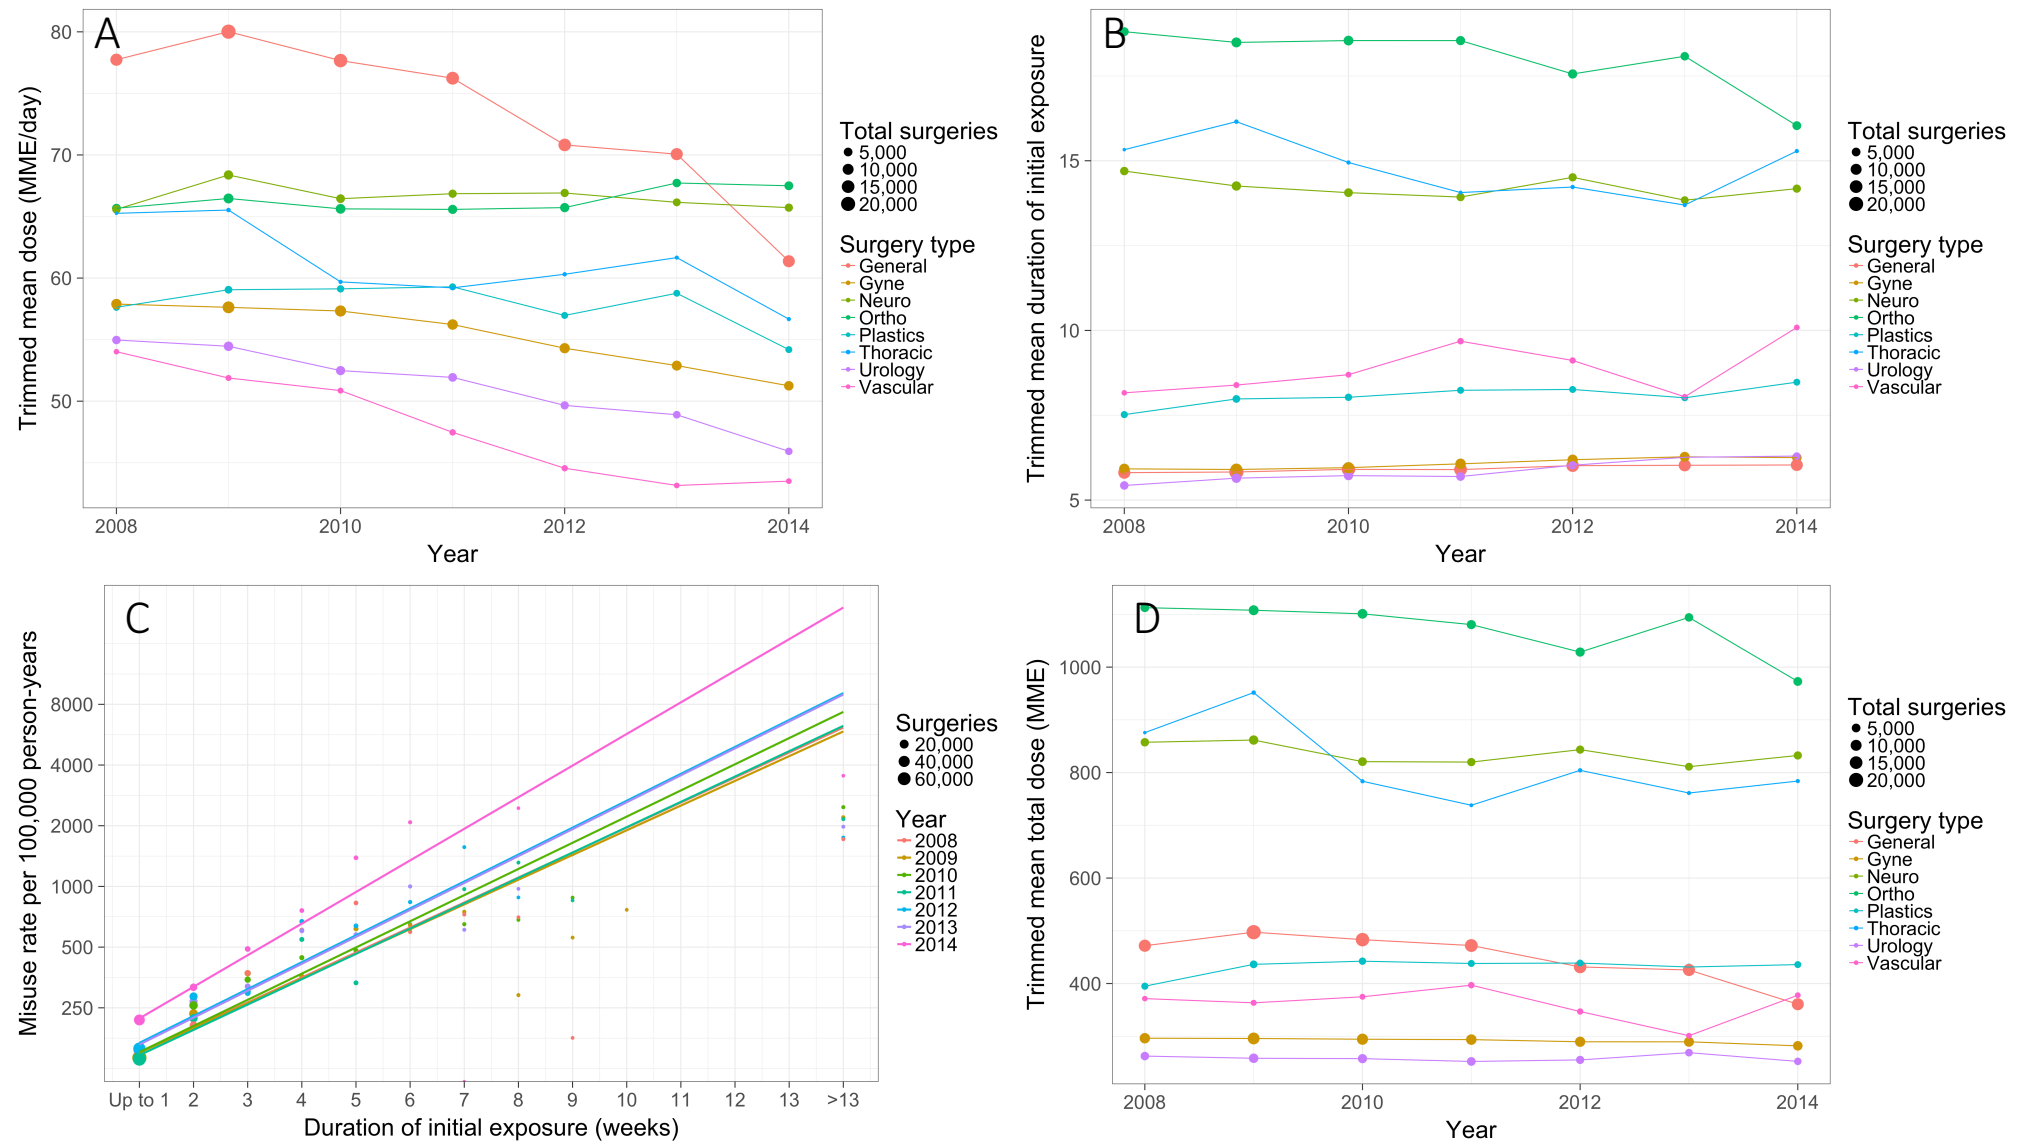 A
Trimmed mean dose (MME/day)
80
70
60
50
2008
2010
2012
2014
Year
Total surgeries
5,000
10,000
15,000
20,000
Surgery type
General
Gyne
Neuro
Ortho
Plastics
Thoracic
Urology
Vascular
B
Trimmed mean duration of initial exposure
15
10
5
2008
2010
2012
2014
Year
Total surgeries
5,000
10,000
15,000
20,000
Surgery type
General
Gyne
Neuro
Ortho
Plastics
Thoracic
Urology
Vascular
C
Misuse rate per 100,000 person-years
8000
4000
2000
1000
500
250
Up to 1
2
3
4
5
6
7
8
9
10
11
12
13
>13
Duration of initial exposure (weeks)
Surgeries
20,000
40,000
60,000
Year
2008
2009
2010
2011
2012
2013
2014
D
Trimmed mean total dose (MME)
1000
800
600
400
2008
2010
2012
2014
Year
Total surgeries
5,000
10,000
15,000
20,000
Surgery type
General
Gyne
Neuro
Ortho
Plastics
Thoracic
Urology
Vascular